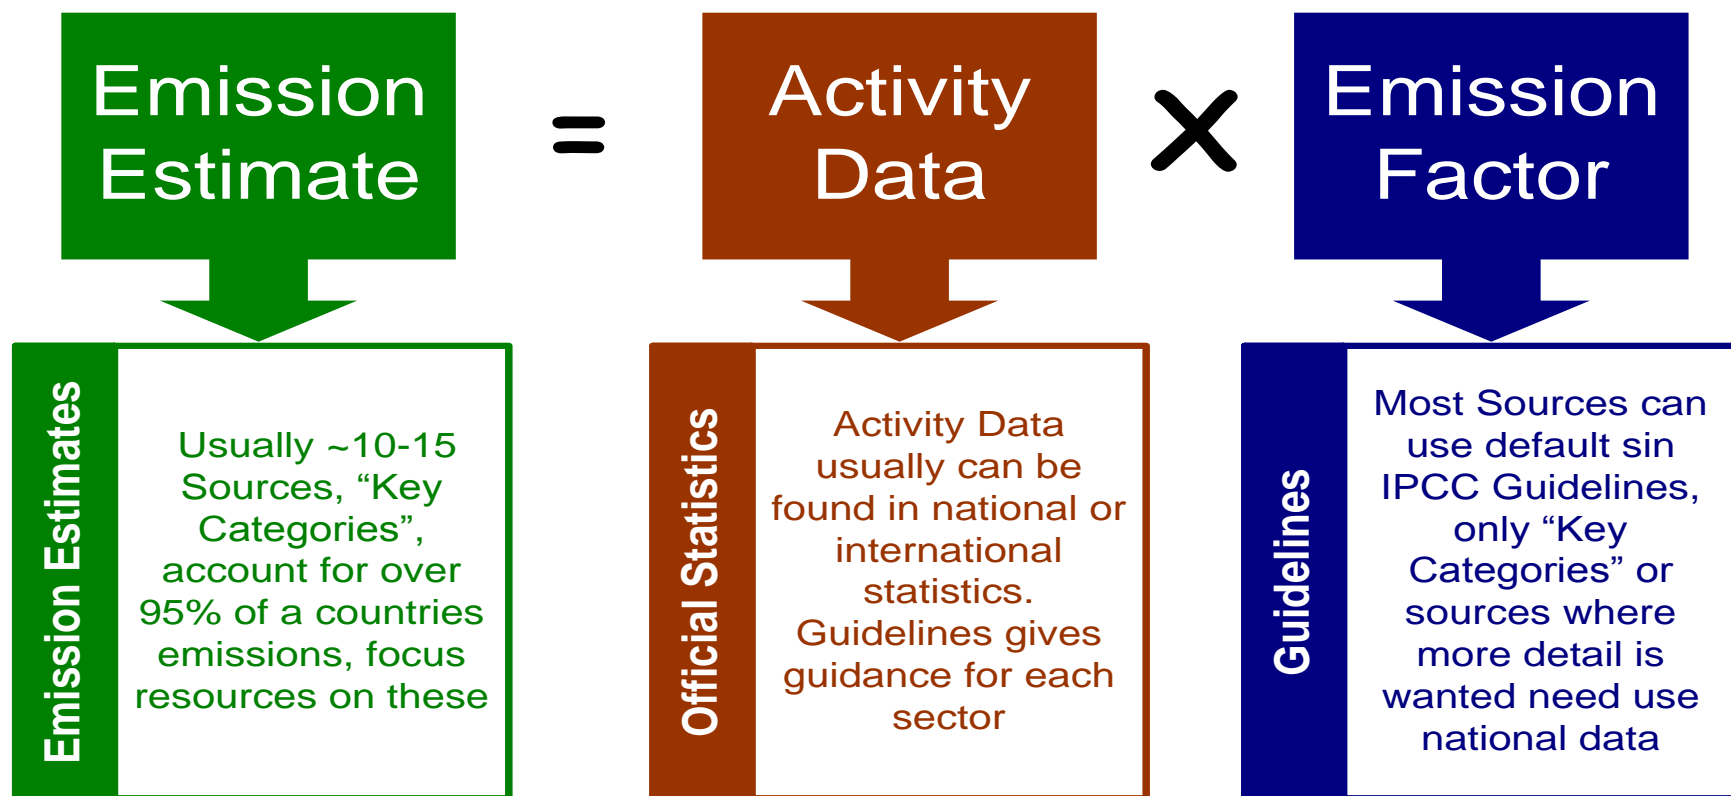 Emission
Estimate
=
Activity
Data
×
Emission
Factor
Emission Estimates
Usually ~10-15
Sources, “Key
Categories”,
account for over
95% of a countries
emissions, focus
resources on these
Official Statistics
Activity Data
usually can be
found in national or
international
statistics.
Guidelines gives
guidance for each
sector
Guidelines
Most Sources can
use default sin
IPCC Guidelines,
only “Key
Categories” or
sources where
more detail is
wanted need use
national data